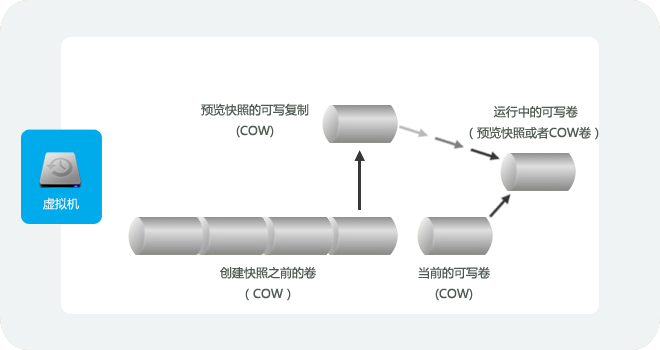 预览快照的可写复制
(COW)
运行中的可写卷
（预览快照或者COW卷）
虚拟机
创建快照之前的卷
（COW）
当前的可写卷
(COW)